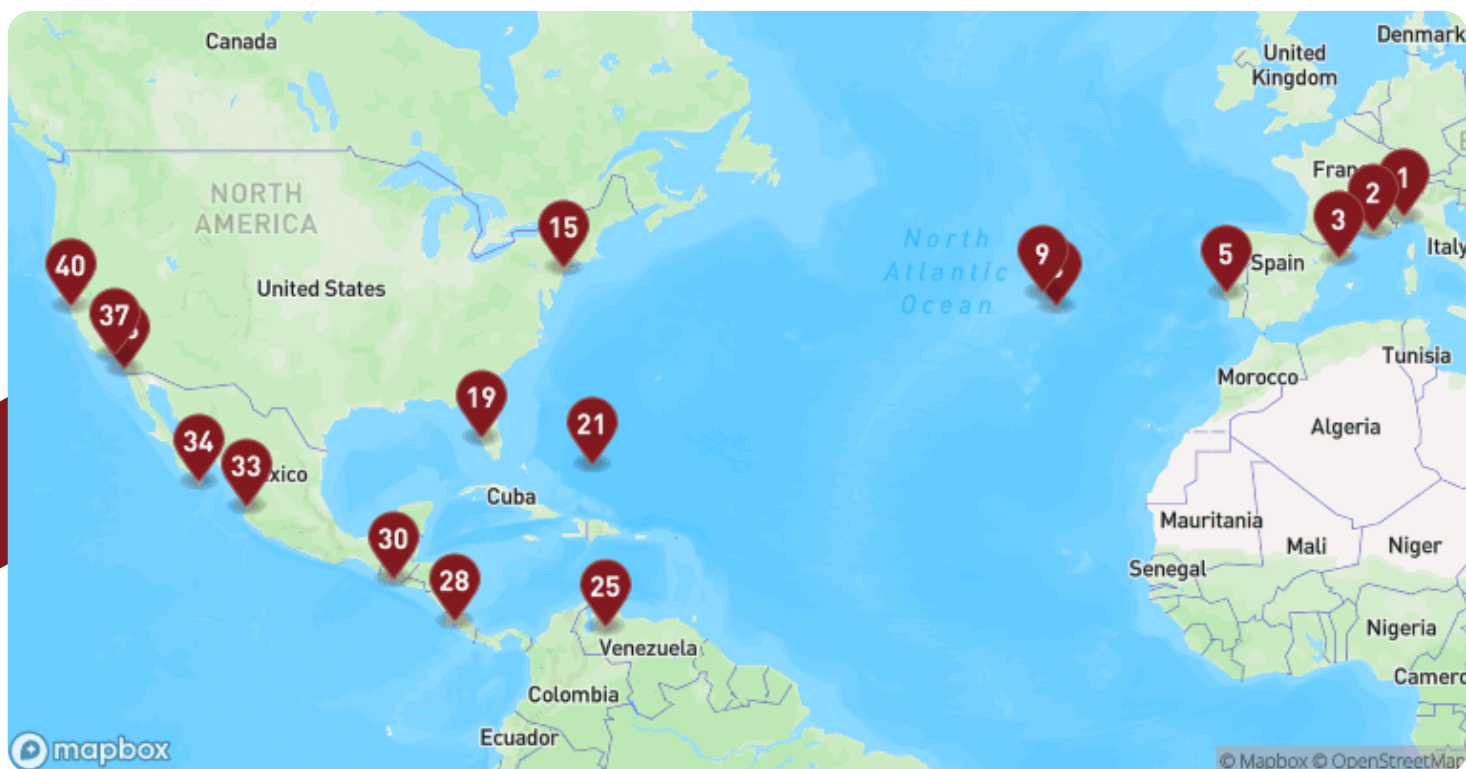 Canada
Denmark
United
Kingdom
NORTH
AMERICA
France
1
2
3
15
North
Atlantic
Ocean
9
5
Spain
Italy
40
United States
37
Tunisia
Morocco
19
21
Algeria
34
33
Cuba
Mauritania
Mali
Niger
30
Senegal
28
25
Nigeria
Venezuela
Colombia
Ecuador
mapbox
© Mapbox © OpenStreetMap